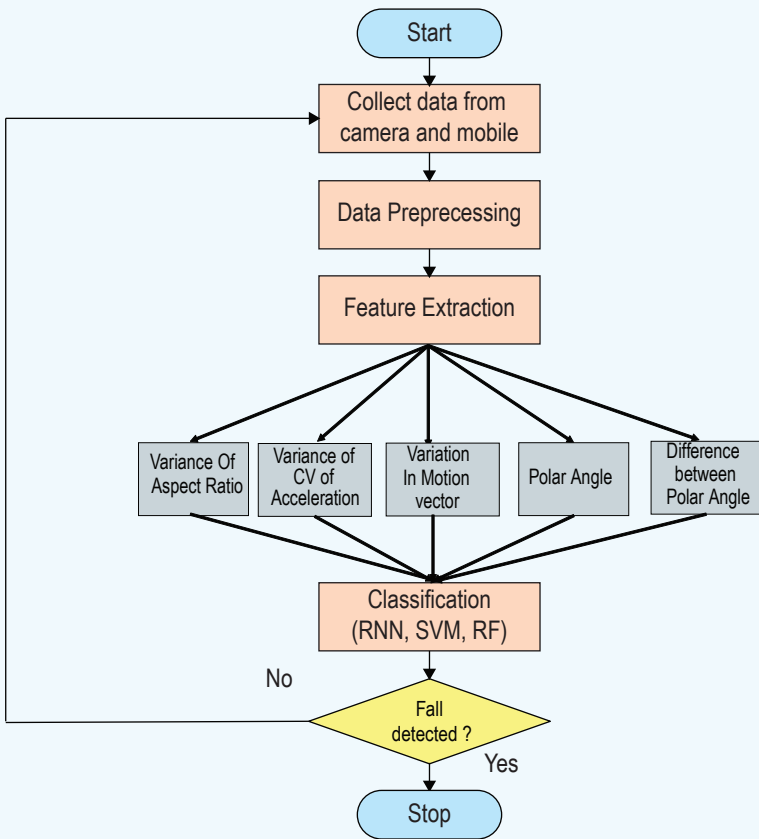 Start
Collect data from
camera and mobile
Data Preprecessing
Feature Extraction
Variance Of
Aspect Ratio
Variance of
CV of
Acceleration
Variation
In Motion
vector
Polar Angle
Difference
between
Polar Angle
Classification
(RNN, SVM, RF)
No
Fall
detected ?
Yes
Stop